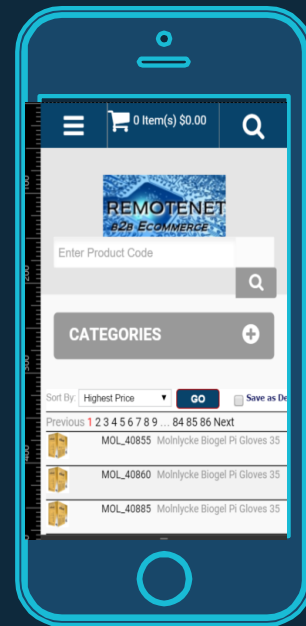 0 Item(s) $0.00
REMOTENET
B2B ECOMMERCE
Enter Product Code
CATEGORIES
Sort By: Highest Price GO Save as De
Previous 1 2 3 4 5 6 7 8 9 ... 84 85 86 Next
MOL_40855 Molnlycke Biogel Pi Gloves 35
MOL_40860 Molnlycke Biogel Pi Gloves 35
MOL_40885 Molnlycke Biogel Pi Gloves 35